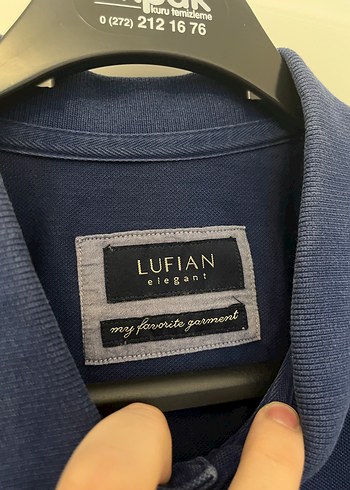 kuru temizleme
0 (272) 212 16 76
LUFIAN
elegant
my favorite garment